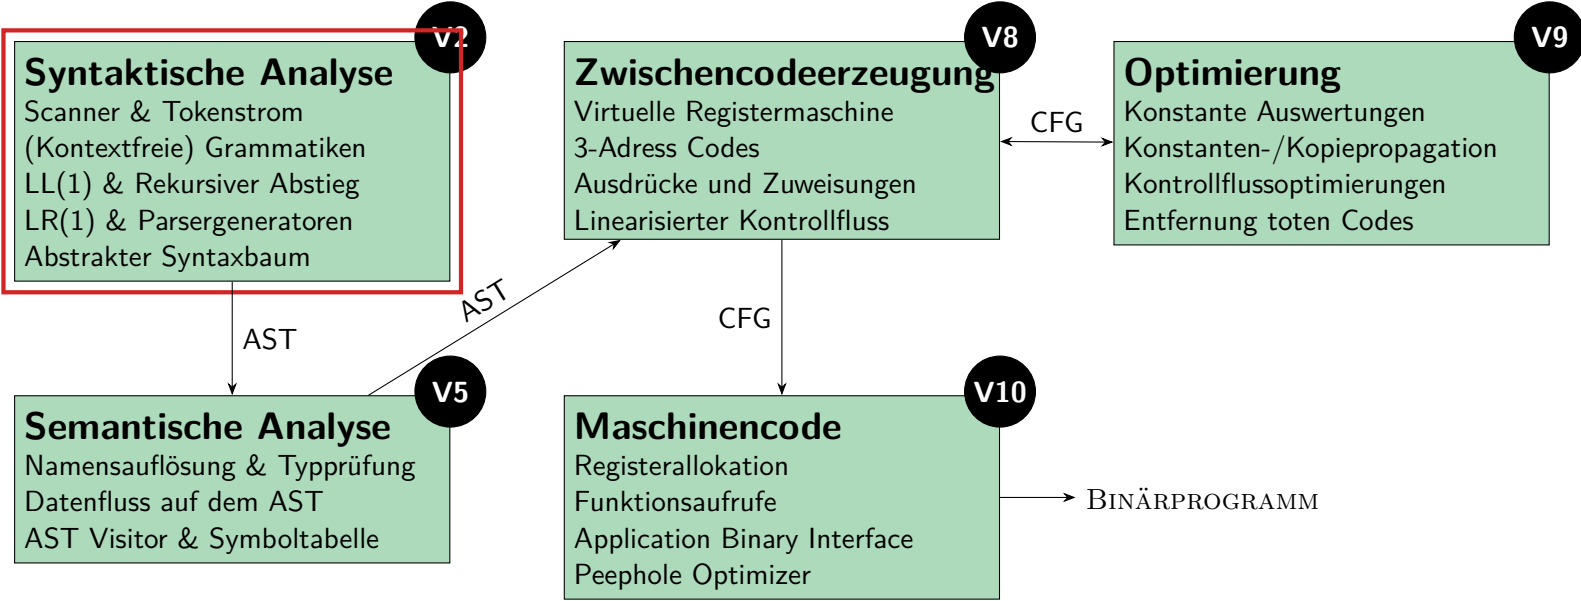 V2
Syntaktische Analyse
Scanner & Tokenstrom
(Kontextfreie) Grammatiken
LL(1) & Rekursiver Abstieg
LR(1) & Parsergeneratoren
Abstrakter Syntaxbaum
AST
V5
Semantische Analyse
Namensauflösung & Typprüfung
Datenfluss auf dem AST
AST Visitor & Symboltabelle
AST
V8
Zwischencodeerzeugung
Virtuelle Registermaschine
3-Adress Codes
Ausdrücke und Zuweisungen
Linearisierter Kontrollfluss
CFG
V9
Optimierung
Konstante Auswertungen
Konstanten-/Kopiepropagation
Kontrollflussoptimierungen
Entfernung toten Codes
CFG
V10
Maschinencode
Registerallokation
Funktionsaufrufe
Application Binary Interface
Peephole Optimizer
BINÄRPROGRAMM